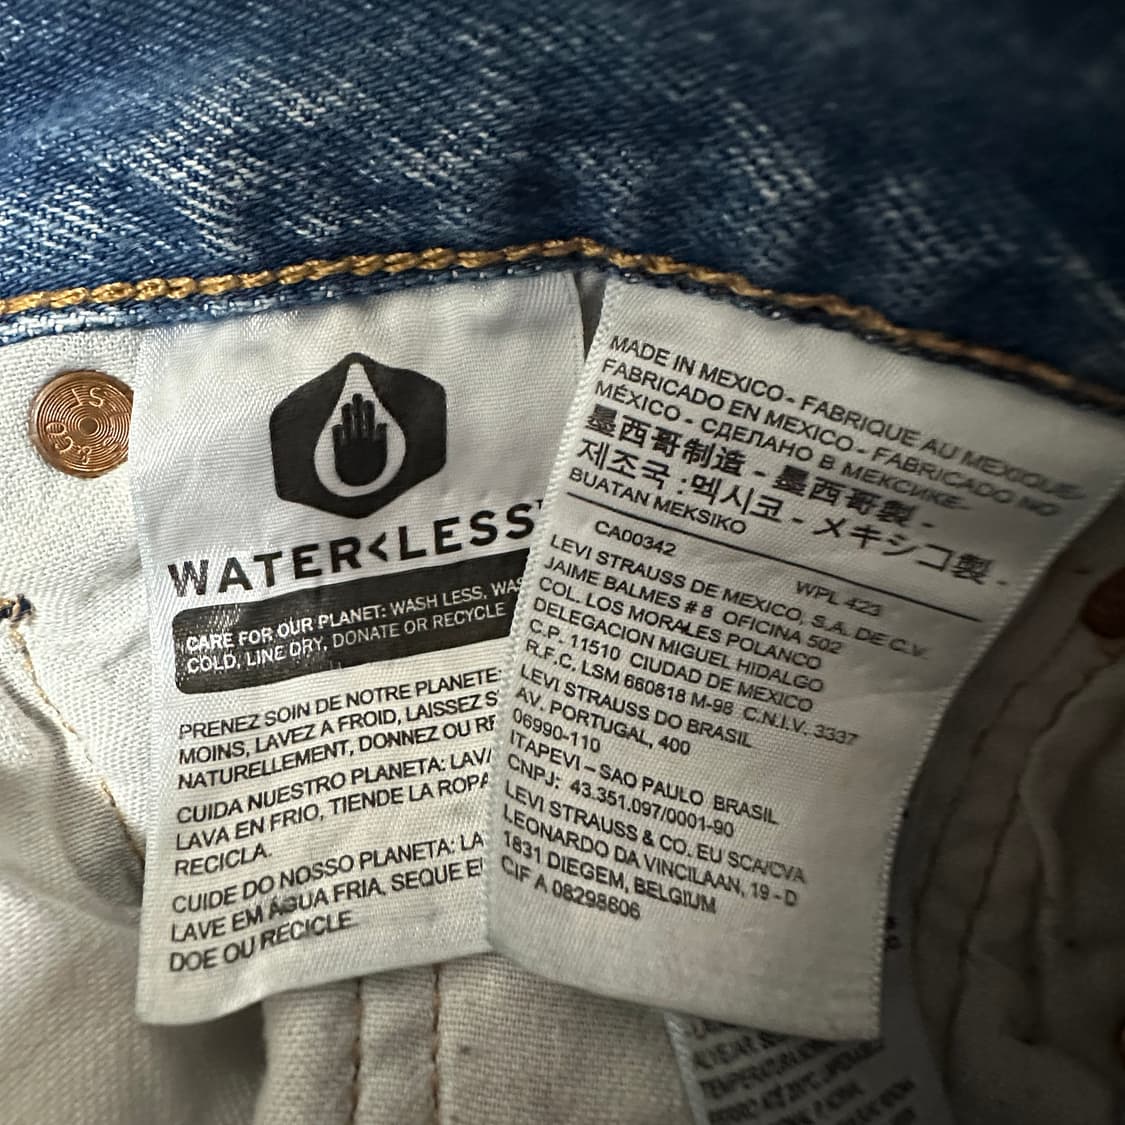 WATER<LESS
CARE FOR OUR PLANET: WASH LESS,
COLD, LINE DRY, DONATE OR RECYCLE
PRENEZ SOIN DE NOTRE PLANETE:
MOINS, LAVEZ A FROID, LAISSEZ
NATURELLEMENT, DONNEZ OU
CUIDA NUESTRO PLANETA:
LAVA EN FRIO, TIENDE LA ROPA
RECICLA.
CUIDE DO NOSSO PLANETA:
LAVE EM ÁGUA FRIA, SEQUE
DOE OU RECICLE.
MADE IN MEXICO- FABRIQUE AU MEXIQUE-
FABRICADO EN MEXICO- FABRICADO NO
MÉXICO - СДЕЛАНО В МЕКСИКЕ-
墨西哥制造 - 墨西哥製 -
제조국 :멕시코 - メキシコ製 -
BUATAN MEKSIKO
CA00342 WPL 423
LEVI STRAUSS DE MEXICO, S.A. DE C.V.
JAIME BALMES # 8 OFICINA 502
COL. LOS MORALES POLANCO
DELEGACION MIGUEL HIDALGO
C.P. 11510 CIUDAD DE MEXICO
R.F.C. LSM 660818 M-98 C.N.I.V. 3337
LEVI STRAUSS DO BRASIL
AV. PORTUGAL, 400
06990-110
ITAPEVI – SAO PAULO BRASIL
CNPJ: 43.351.097/0001-90
LEVI STRAUSS & CO. EU SCA/CVA
LEONARDO DA VINCILAAN, 19 - D
1831 DIEGEM, BELGIUM
CIF A 08298606